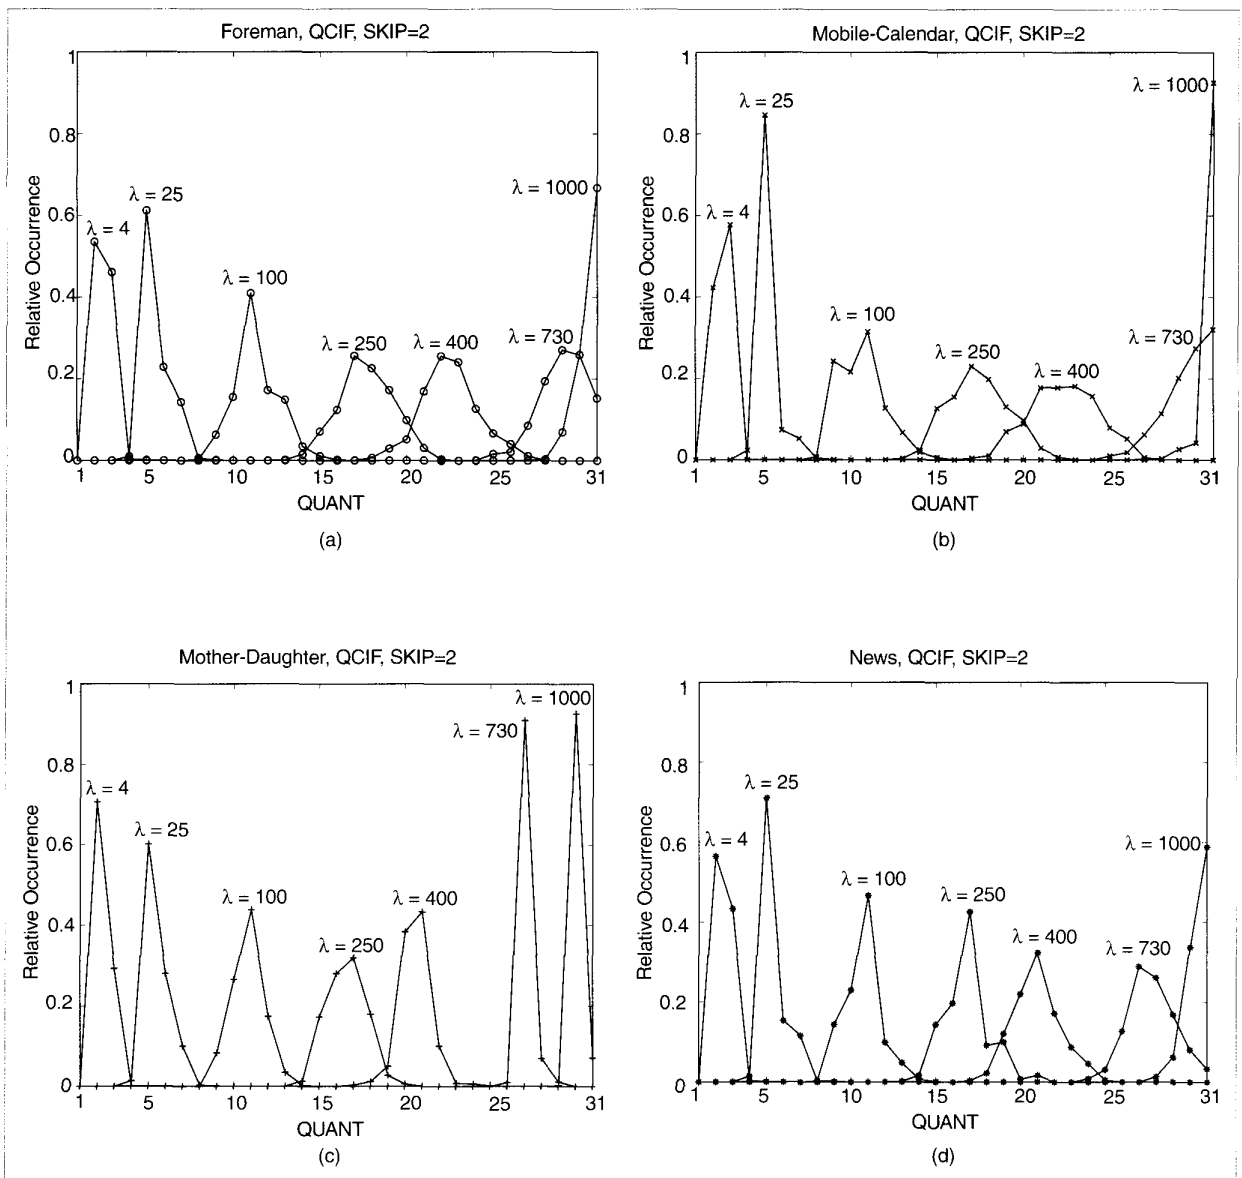 Foreman, QCIF, SKIP=2
1
0.8
0.6
0.4
0.2
0
Relative Occurrence
λ = 4
λ = 25
λ = 100
λ = 250
λ = 400
λ = 730
λ = 1000
1 5 10 15 20 25 31
QUANT
(a)
Mobile-Calendar, QCIF, SKIP=2
1
0.8
0.6
0.4
0.2
0
Relative Occurrence
λ = 4
λ = 25
λ = 100
λ = 250
λ = 400
λ = 730
λ = 1000
1 5 10 15 20 25 31
QUANT
(b)
Mother-Daughter, QCIF, SKIP=2
1
0.8
0.6
0.4
0.2
0
Relative Occurrence
λ = 4
λ = 25
λ = 100
λ = 250
λ = 400
λ = 730
λ = 1000
1 5 10 15 20 25 31
QUANT
(c)
News, QCIF, SKIP=2
1
0.8
0.6
0.4
0.2
0
Relative Occurrence
λ = 4
λ = 25
λ = 100
λ = 250
λ = 400
λ = 730
λ = 1000
1 5 10 15 20 25 31
QUANT
(d)